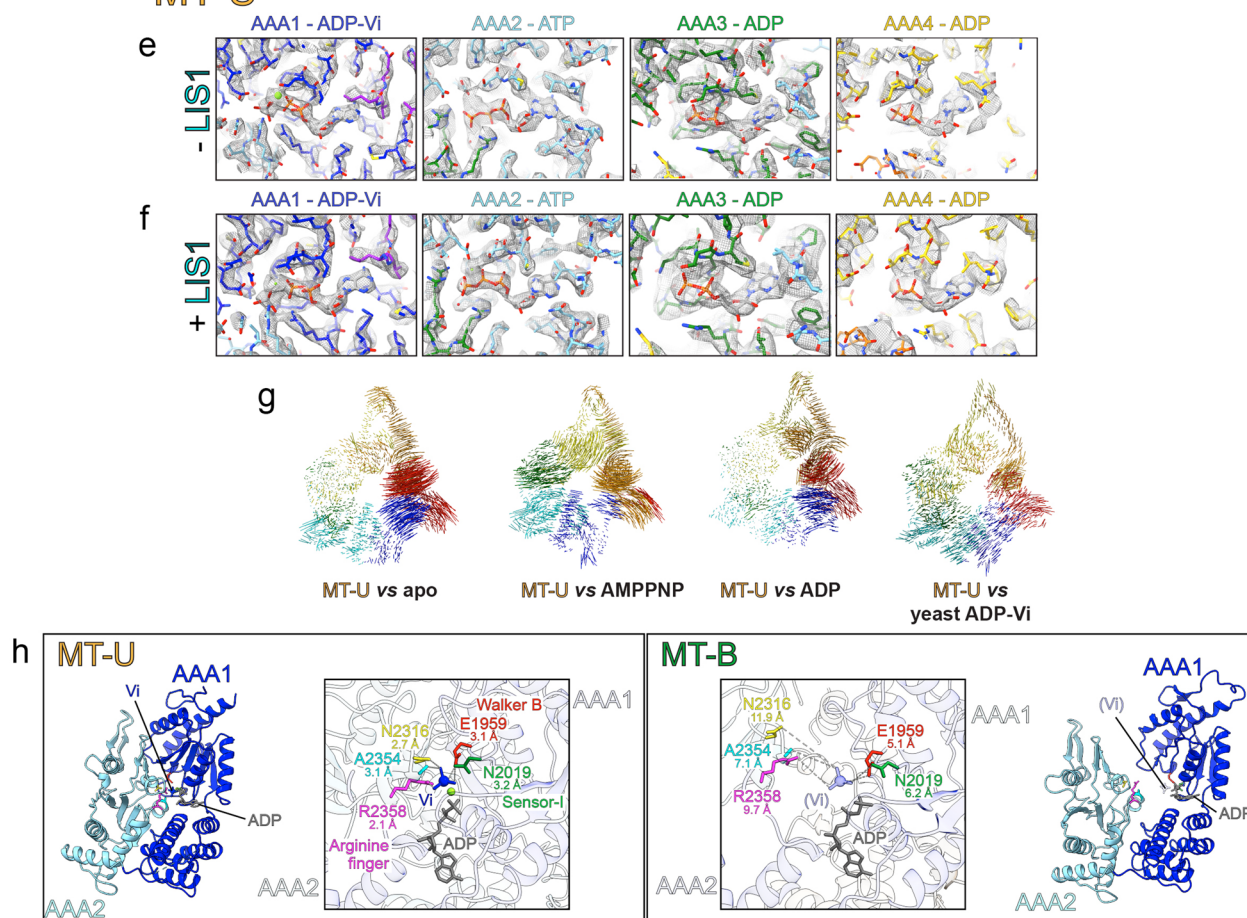 MT-U
e
- LIS1
AAA1 - ADP-Vi
AAA2 - ATP
AAA3 - ADP
AAA4 - ADP
f
+ LIS1
AAA1 - ADP-Vi
AAA2 - ATP
AAA3 - ADP
AAA4 - ADP
g
MT-U vs apo
MT-U vs AMPPNP
MT-U vs ADP
MT-U vs
yeast ADP-Vi
h
MT-U
AAA1
Vi
ADP
AAA2
AAA1
Walker B
E1959
3.1 Å
N2316
2.7 Å
A2354
3.1 Å
N2019
3.2 Å
Sensor-I
Vi
R2358
2.1 Å
Arginine
finger
ADP
AAA2
MT-B
AAA1
N2316
11.9 Å
E1959
5.1 Å
A2354
7.1 Å
N2019
6.2 Å
R2358
9.7 Å
(Vi)
ADP
AAA2
AAA1
(Vi)
ADP
AAA2